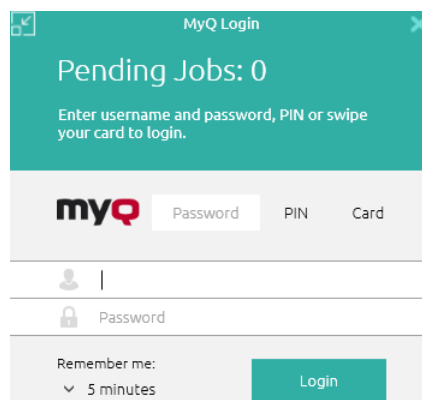 MyQ Login
Pending Jobs: 0
Enter username and password, PIN or swipe
your card to login.
myQ Password PIN Card
Password
Remember me:
5 minutes
Login